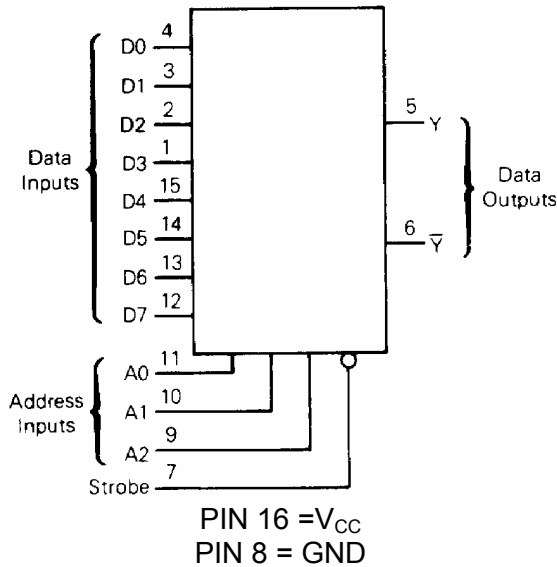 D0 4
D1 3
D2 2
D3 1
D4 15
D5 14
D6 13
D7 12
Data
Inputs
5 Y
6 Y̅
Data
Outputs
A0 11
A1 10
A2 9
Address
Inputs
Strobe 7
PIN 16 =VCC
PIN 8 = GND